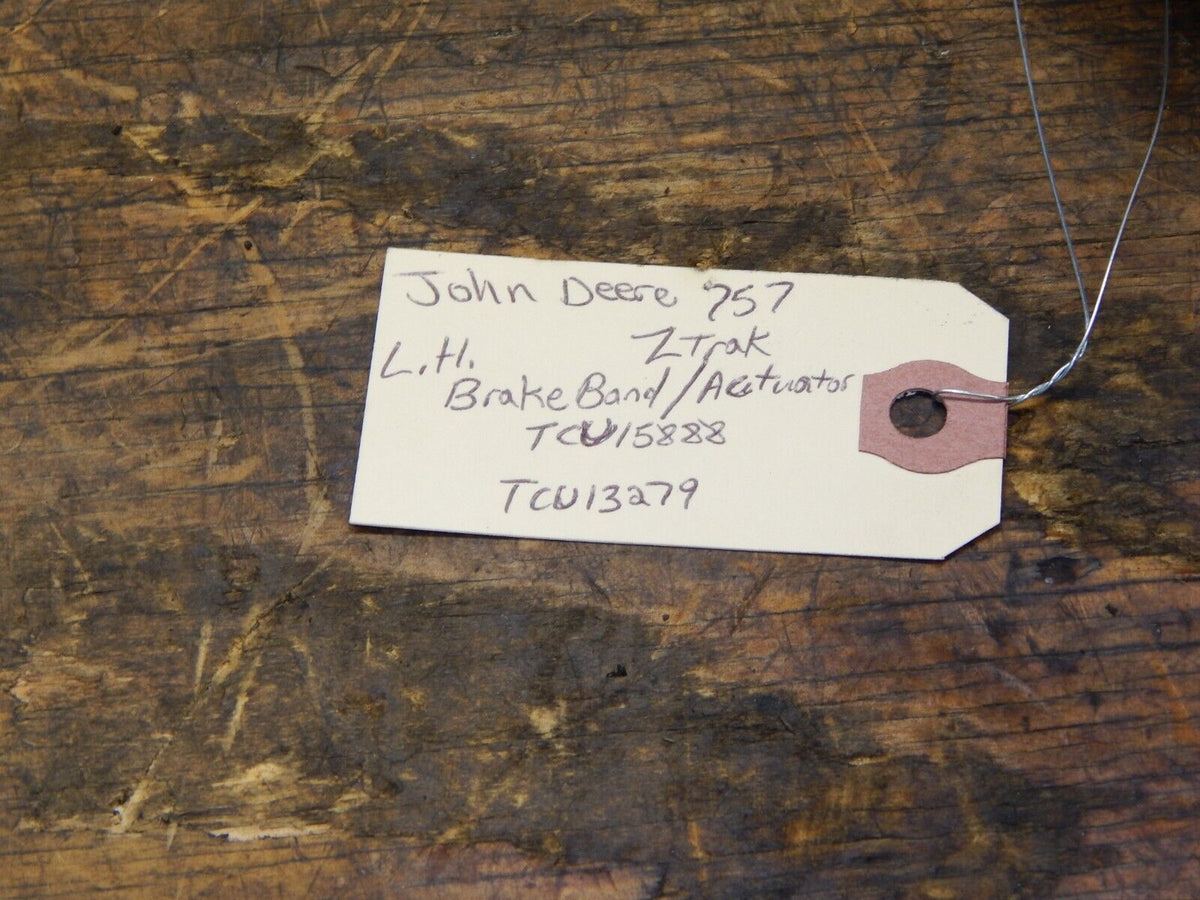 John Deere 757
ZTrak
L.H.
Brake Band/Actuator
TCU15888
TCU13279